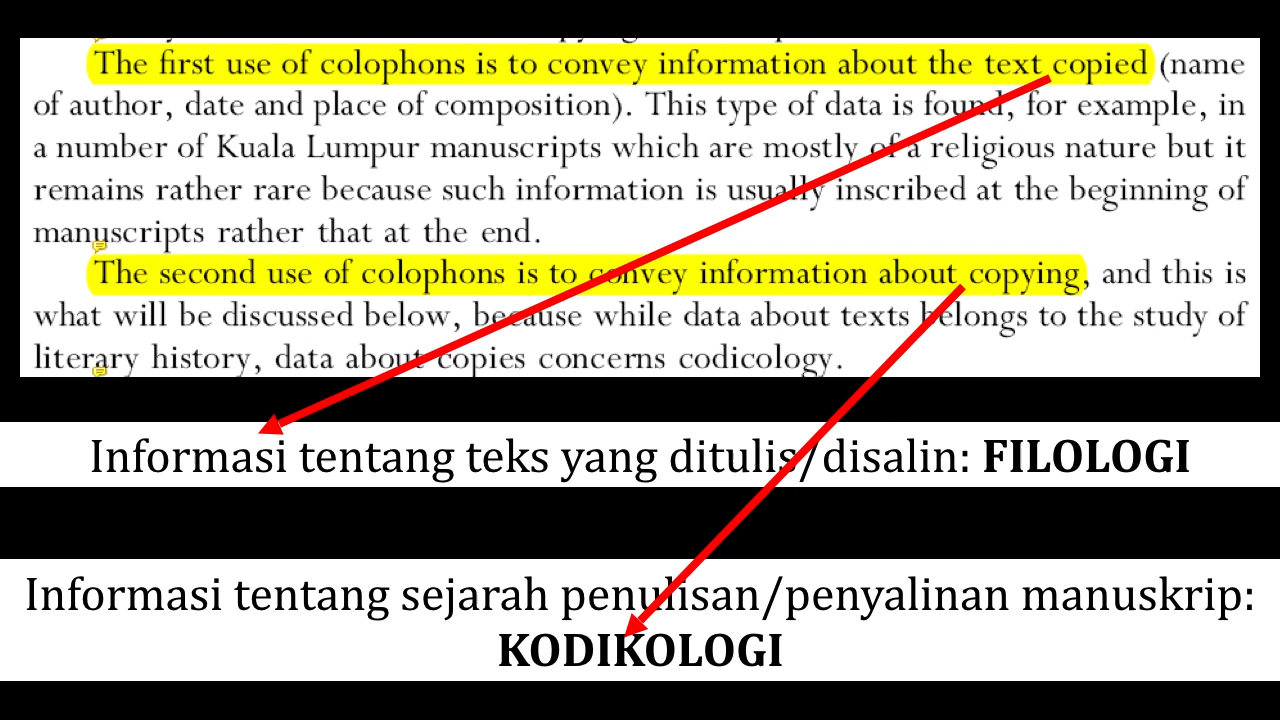 The first use of colophons is to convey information about the text copied (name
of author, date and place of composition). This type of data is found, for example, in
a number of Kuala Lumpur manuscripts which are mostly of a religious nature but it
remains rather rare because such information is usually inscribed at the beginning of
manuscripts rather that at the end.
The second use of colophons is to convey information about copying, and this is
what will be discussed below, because while data about texts belongs to the study of
literary history, data about copies concerns codicology.
Informasi tentang teks yang ditulis/disalin: FILOLOGI
Informasi tentang sejarah penulisan/penyalinan manuskrip:
KODIKOLOGI